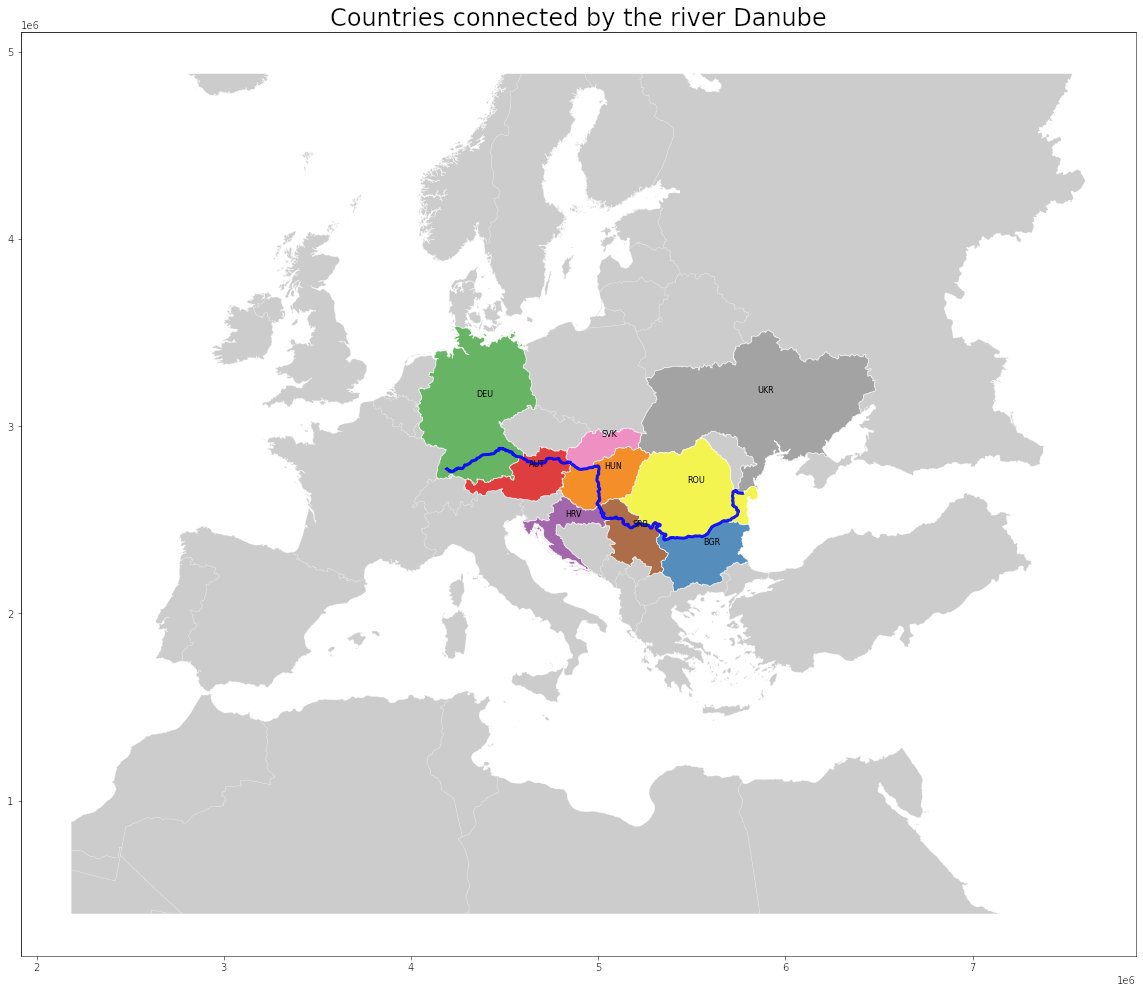 Countries connected by the river Danube
1e6
5
4
3
2
1
DEU
UKR
SVK
AUT
HUN
ROU
HRV
SRB
BGR
2
3
4
5
6
7
1e6